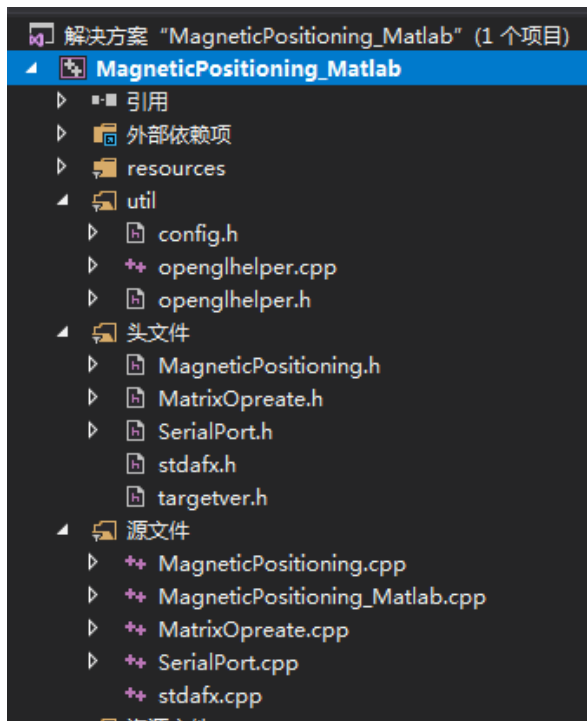 解决方案 “MagneticPositioning_Matlab” (1 个项目)
MagneticPositioning_Matlab
引用
外部依赖项
resources
util
config.h
openglhelper.cpp
openglhelper.h
头文件
MagneticPositioning.h
MatrixOpreate.h
SerialPort.h
stdafx.h
targetver.h
源文件
MagneticPositioning.cpp
MagneticPositioning_Matlab.cpp
MatrixOpreate.cpp
SerialPort.cpp
stdafx.cpp